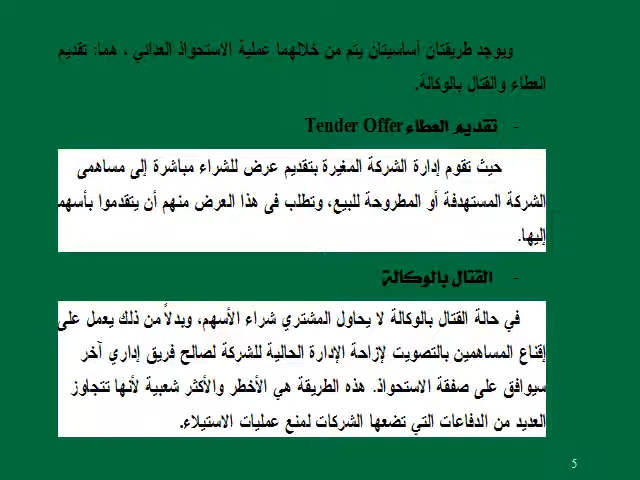 ويوجد طريقتان أساسيتان يتم من خلالهما عملية الاستحواذ العدائي ، هما: تقديم
العطاء والقتال بالوكالة.
- تقديم العطاء Tender Offer
حيث تقوم إدارة الشركة المغيرة بتقديم عرض للشراء مباشرة إلى مساهمى
الشركة المستهدفة أو المطروحة للبيع، وتطلب فى هذا العرض منهم أن يتقدموا بأسهم
إليها.
- القتال بالوكالة
في حالة القتال بالوكالة لا يحاول المشتري شراء الأسهم، وبدلاً من ذلك يعمل على
إقناع المساهمين بالتصويت لإزاحة الإدارة الحالية للشركة لصالح فريق إداري آخر
سيوافق على صفقة الاستحواذ. هذه الطريقة هي الأخطر والأكثر شعبية لأنها تتجاوز
العديد من الدفاعات التي تضعها الشركات لمنع عمليات الاستيلاء.
5